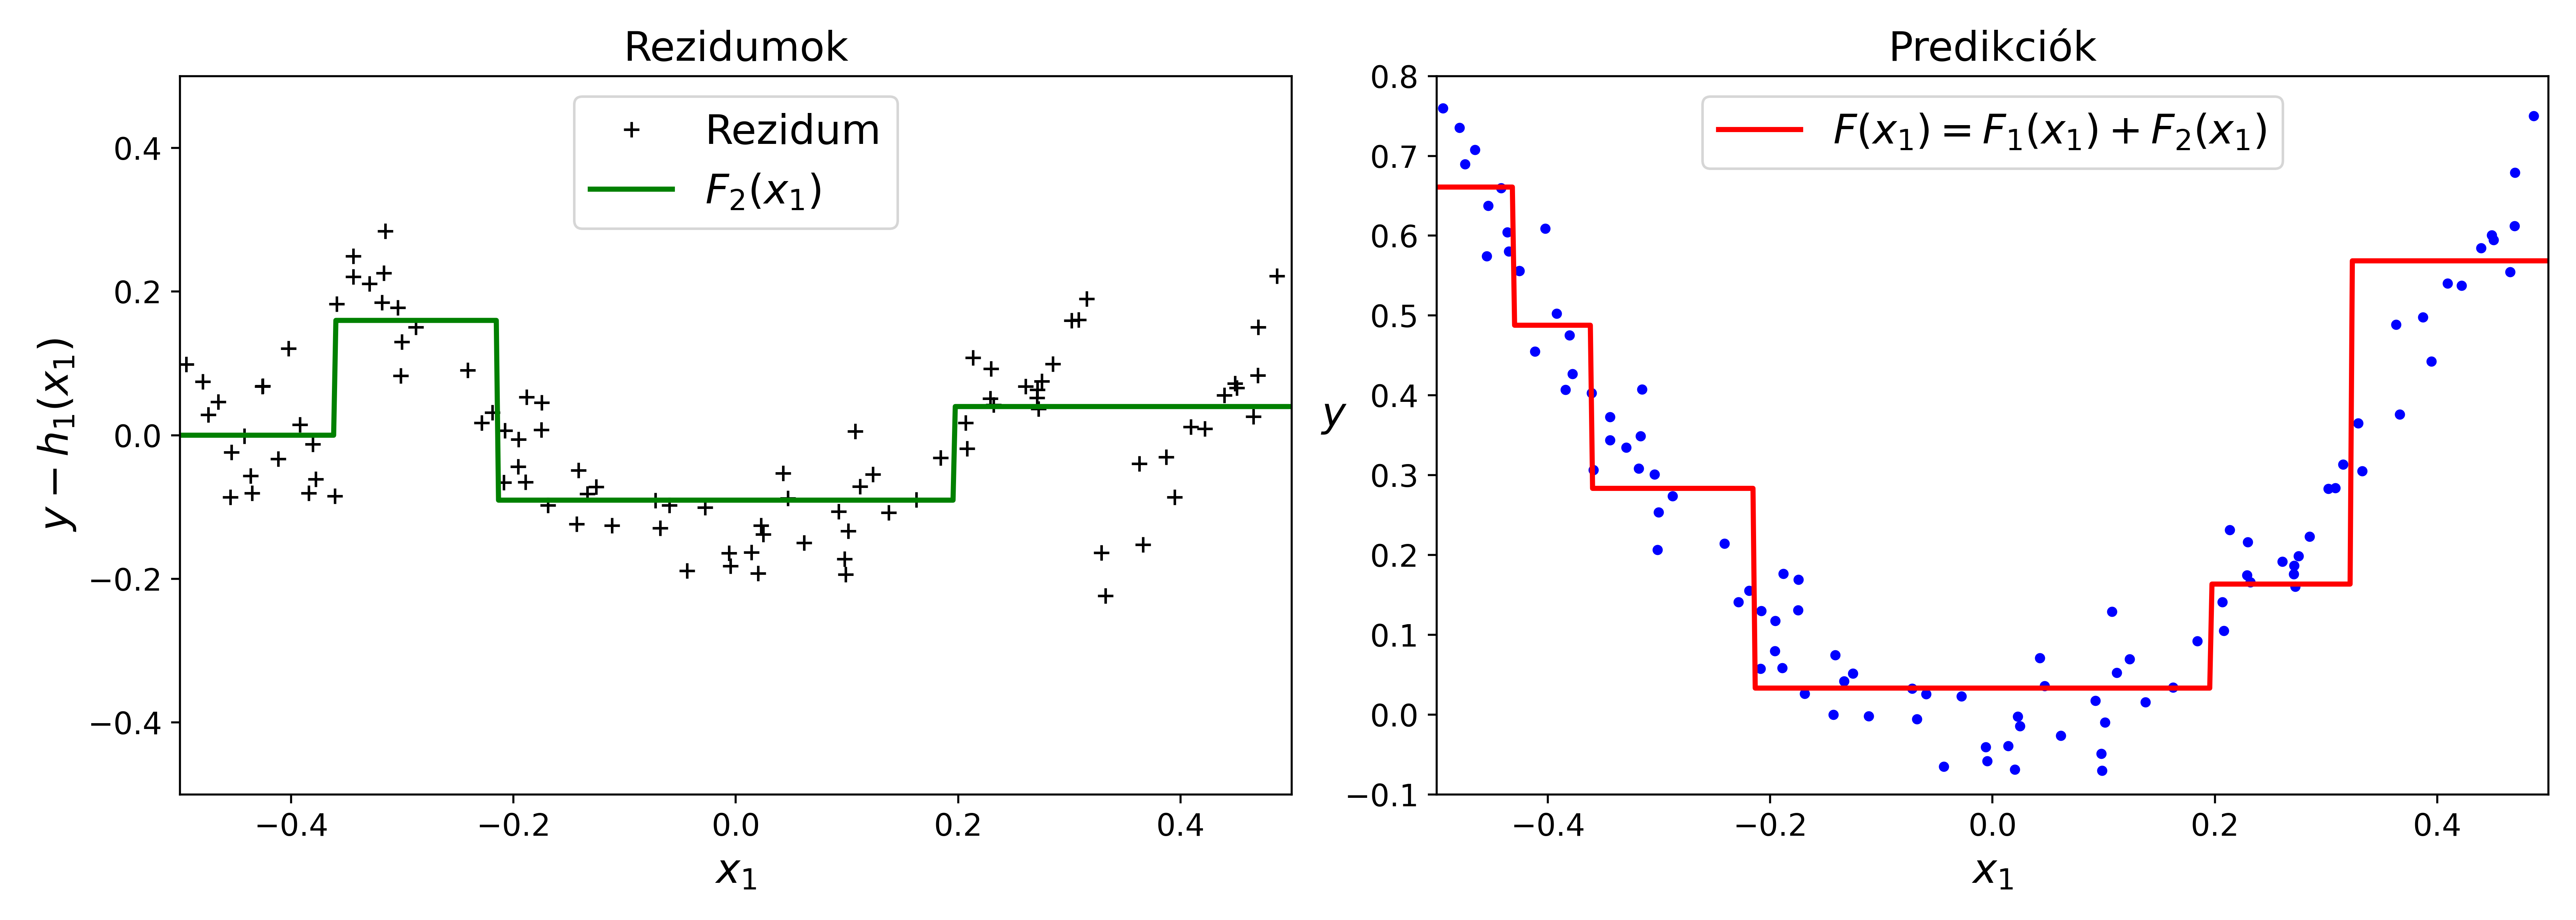 Rezidumok
Rezidum
F₂(x₁)
y − h₁(x₁)
0.4
0.2
0.0
−0.2
−0.4
−0.4 −0.2 0.0 0.2 0.4
x₁
Predikciók
F(x₁) = F₁(x₁) + F₂(x₁)
y
0.8
0.7
0.6
0.5
0.4
0.3
0.2
0.1
0.0
−0.1
−0.4 −0.2 0.0 0.2 0.4
x₁